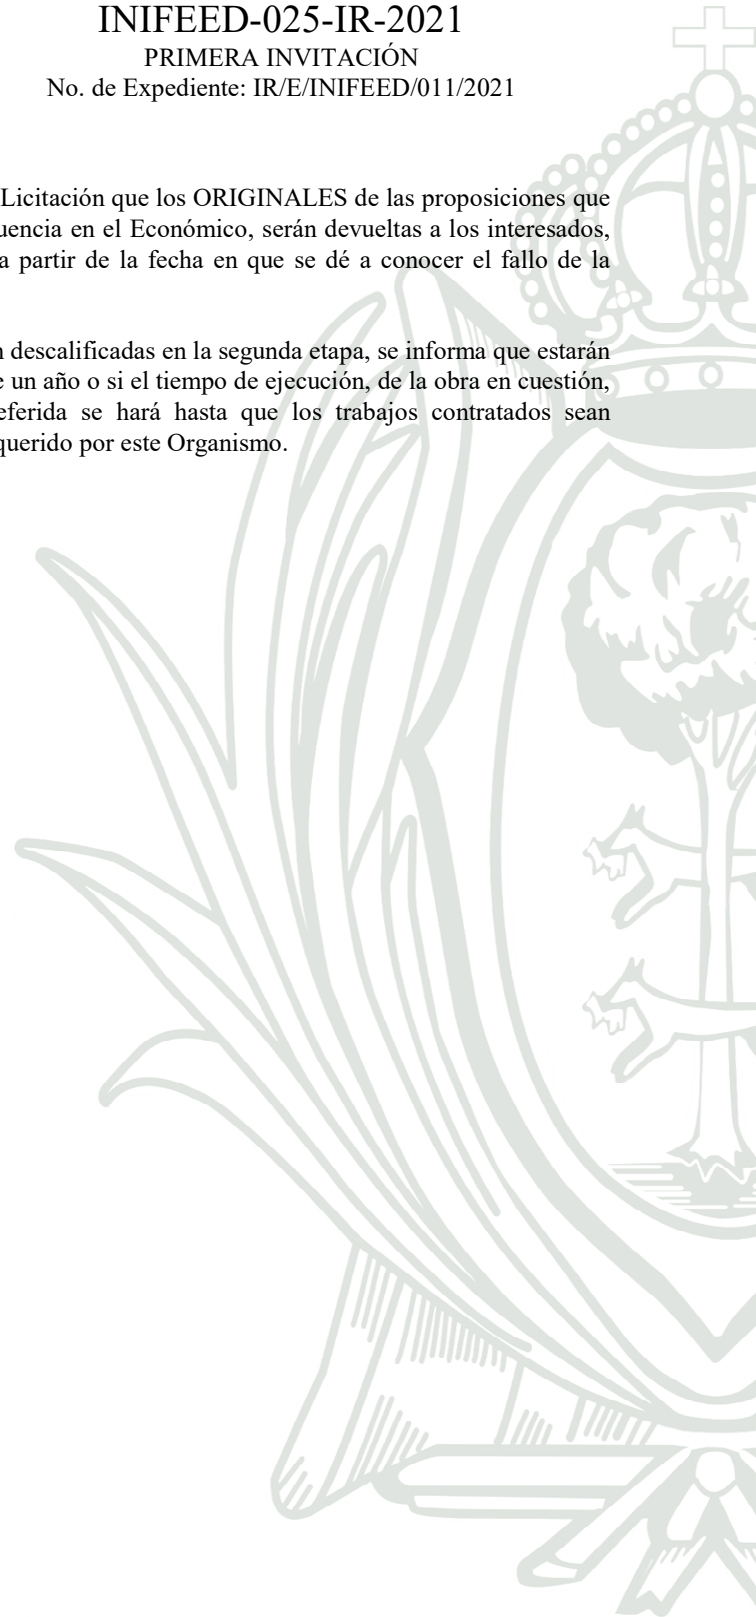 INIFEED-025-IR-2021
PRIMERA INVITACIÓN
No. de Expediente: IR/E/INIFEED/011/2021
Licitación que los ORIGINALES de las proposiciones que
uencia en el Económico, serán devueltas a los interesados,
a partir de la fecha en que se dé a conocer el fallo de la
descalificadas en la segunda etapa, se informa que estarán
e un año o si el tiempo de ejecución, de la obra en cuestión,
eferida se hará hasta que los trabajos contratados sean
querido por este Organismo.